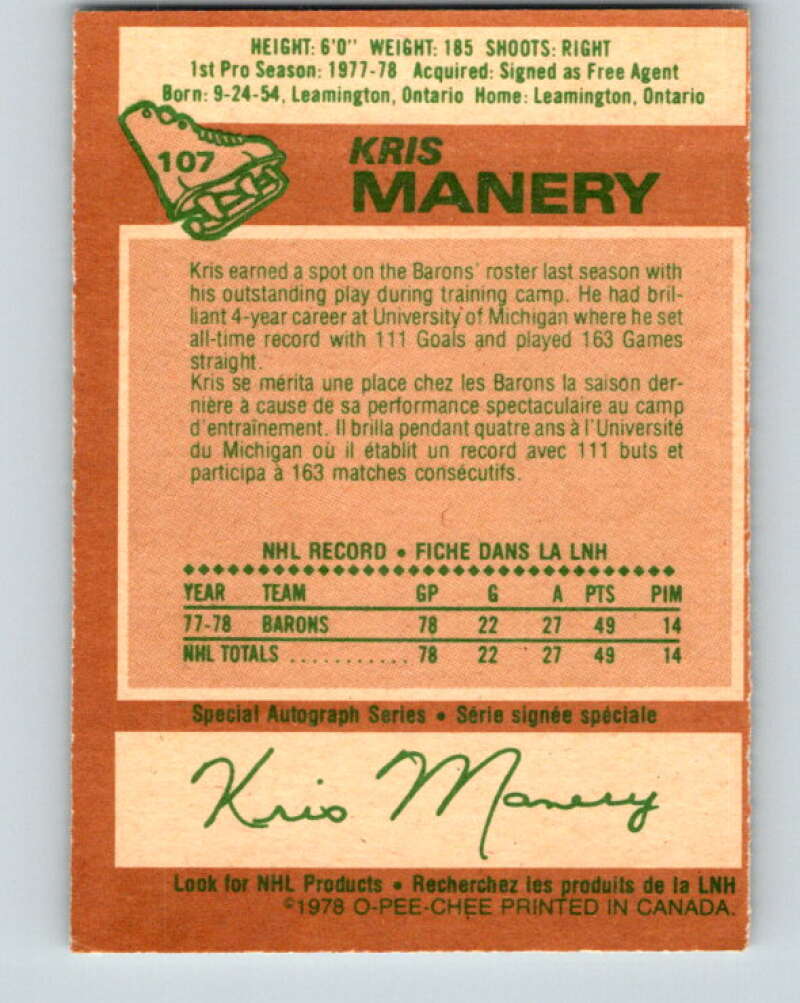 HEIGHT: 6'0" WEIGHT: 185 SHOOTS: RIGHT
1st Pro Season: 1977-78 Acquired: Signed as Free Agent
Born: 9-24-54, Leamington, Ontario Home: Leamington, Ontario
107
KRIS
MANERY
Kris earned a spot on the Barons' roster last season with
his outstanding play during training camp. He had bril-
liant 4-year career at University of Michigan where he set
all-time record with 111 Goals and played 163 Games
straight.
Kris se mérita une place chez les Barons la saison der-
nière à cause de sa performance spectaculaire au camp
d'entraînement. Il brilla pendant quatre ans à l'Université
du Michigan où il établit un record avec 111 buts et
participa à 163 matches consécutifs.
NHL RECORD • FICHE DANS LA LNH
YEAR TEAM GP G A PTS PIM
77-78 BARONS 78 22 27 49 14
NHL TOTALS ........... 78 22 27 49 14
Special Autograph Series • Série signée spéciale
Kris Manery
Look for NHL Products • Recherchez les produits de la LNH
©1978 O-PEE-CHEE PRINTED IN CANADA.